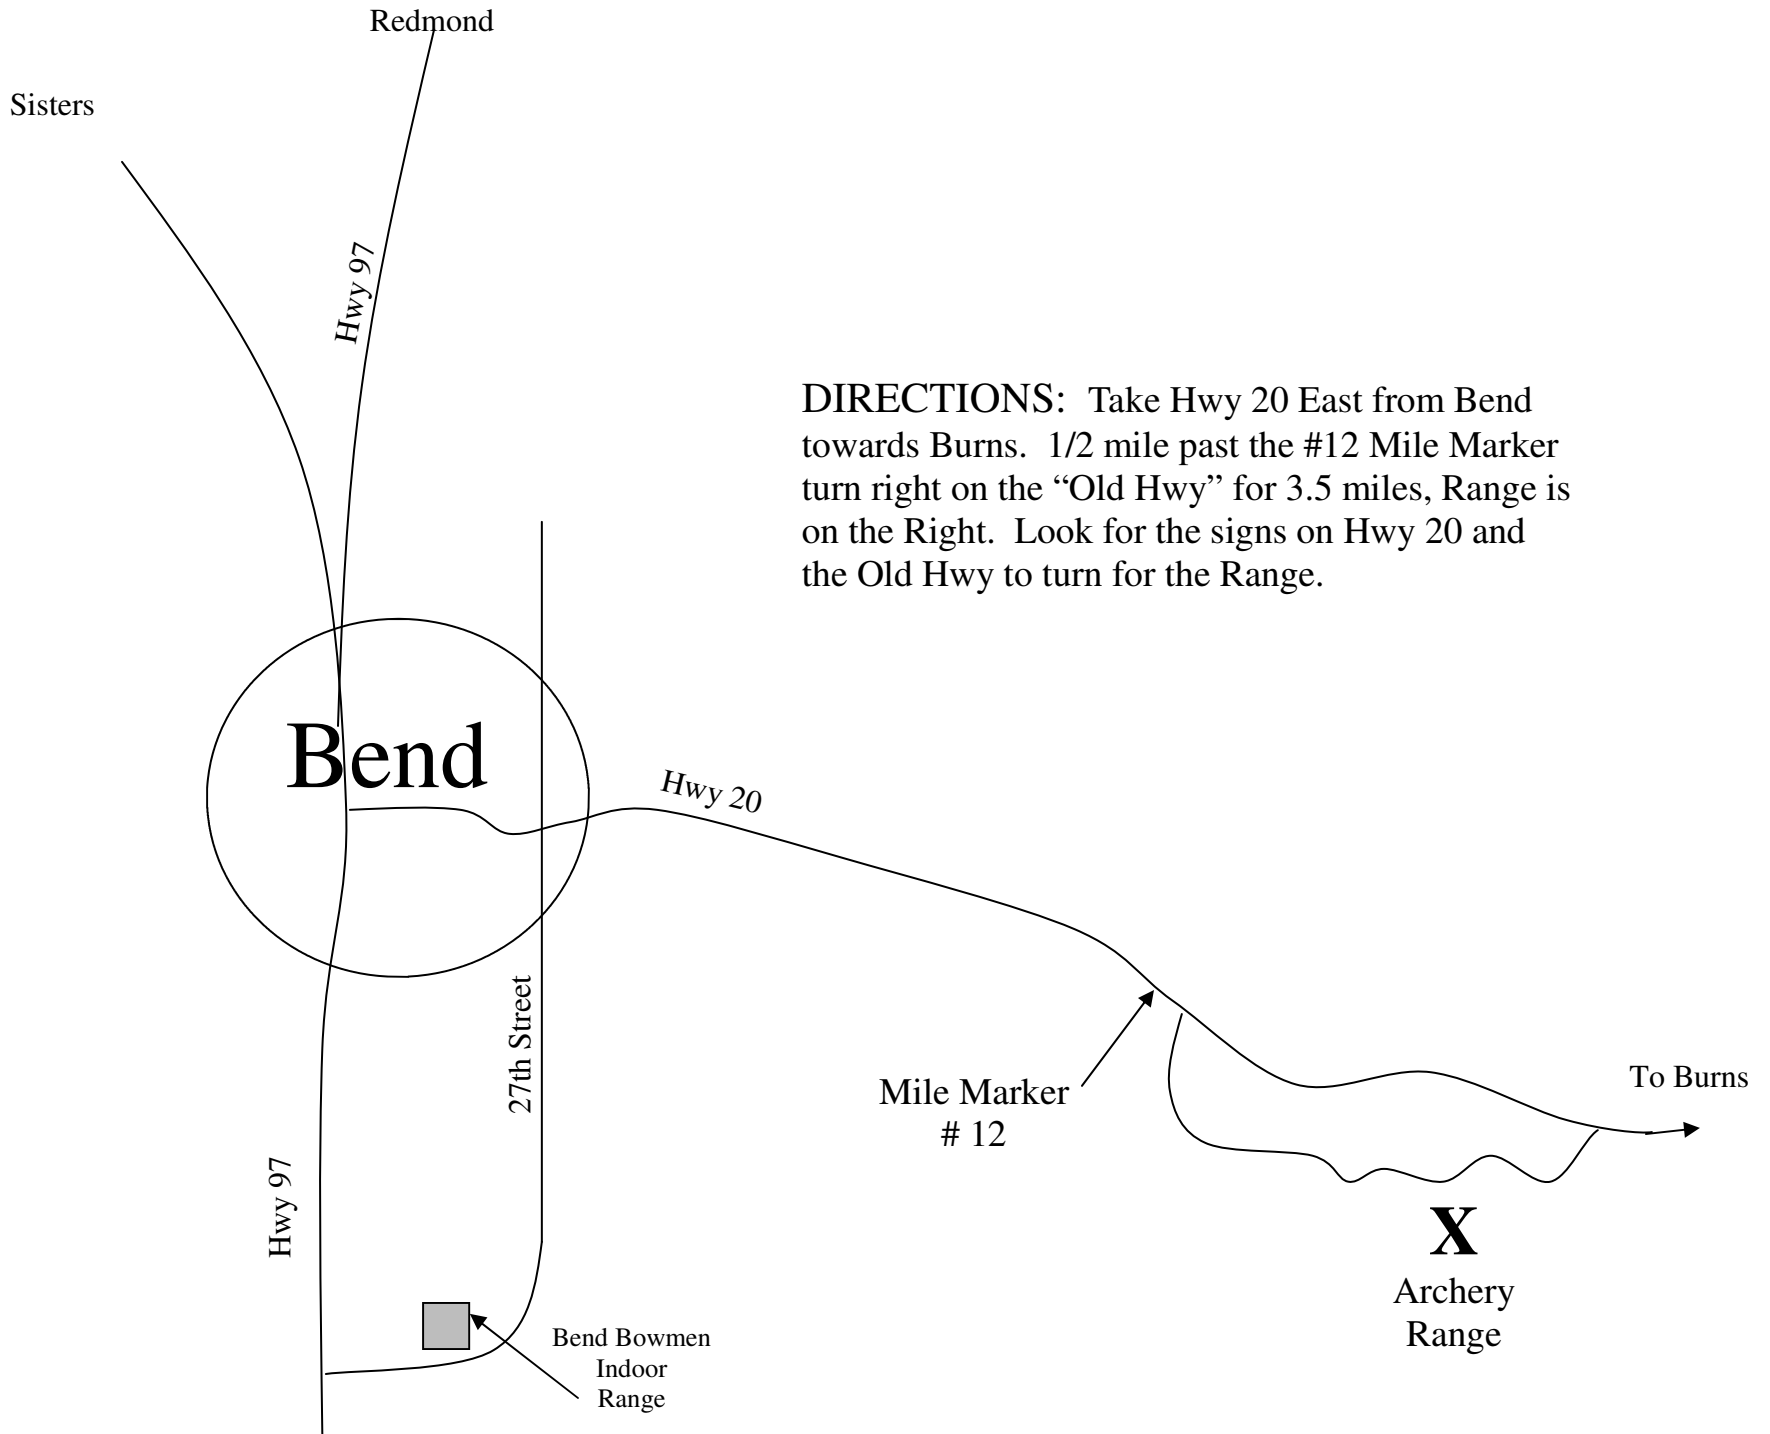 Redmond
Sisters
Hwy 97
DIRECTIONS:  Take Hwy 20 East from Bend
towards Burns.  1/2 mile past the #12 Mile Marker
turn right on the “Old Hwy” for 3.5 miles, Range is
on the Right.  Look for the signs on Hwy 20 and
the Old Hwy to turn for the Range.
Bend
Hwy 20
27th Street
Mile Marker
# 12
To Burns
Hwy 97
X
Archery
Range
Bend Bowmen
Indoor
Range